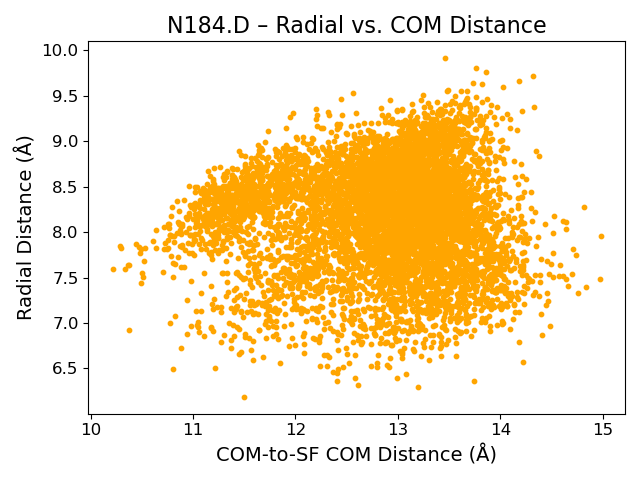 N184.D – Radial vs. COM Distance
Radial Distance (Å)
10.0
9.5
9.0
8.5
8.0
7.5
7.0
6.5
10 11 12 13 14 15
COM-to-SF COM Distance (Å)